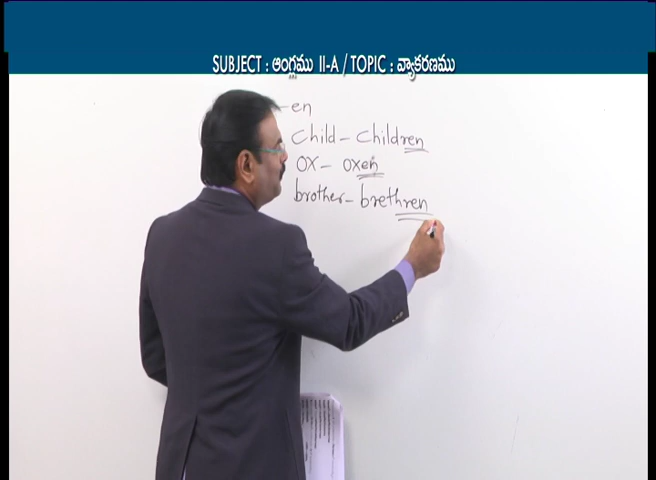 SUBJECT : ఆంగ్లము II-A / TOPIC : వ్యాకరణము
-en
child - children
ox - oxen
brother - brethren